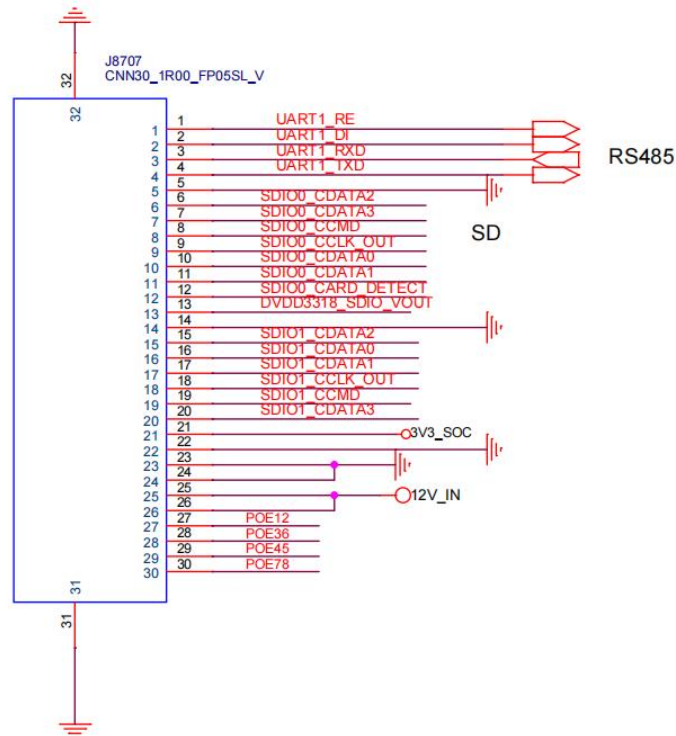 J8707
CNN30_1R00_FP05SL_V
32
32
1 1 UART1_RE
2 2 UART1_DI
3 3 UART1_RXD
4 4 UART1_TXD
RS485
5 5
6 6 SDIO0_CDATA2
7 7 SDIO0_CDATA3
8 8 SDIO0_CCMD
SD
9 9 SDIO0_CCLK_OUT
10 10 SDIO0_CDATA0
11 11 SDIO0_CDATA1
12 12 SDIO0_CARD_DETECT
13 13 DVDD3318_SDIO_VOUT
14 14
15 15 SDIO1_CDATA2
16 16 SDIO1_CDATA0
17 17 SDIO1_CDATA1
18 18 SDIO1_CCLK_OUT
19 19 SDIO1_CCMD
20 20 SDIO1_CDATA3
21 21 3V3_SOC
22 22
23 23
24 24
25 25 12V_IN
26 26
27 27 POE12
28 28 POE36
29 29 POE45
30 30 POE78
31
31